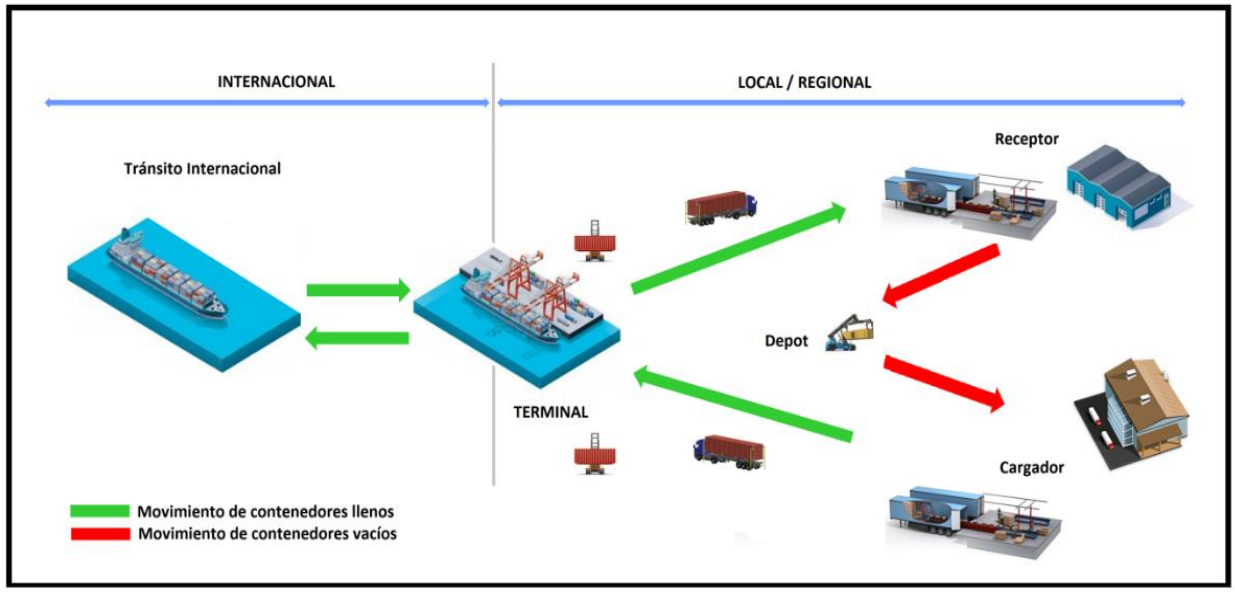 INTERNACIONAL
LOCAL / REGIONAL
Receptor
Tránsito Internacional
Depot
TERMINAL
Cargador
Movimiento de contenedores llenos
Movimiento de contenedores vacíos